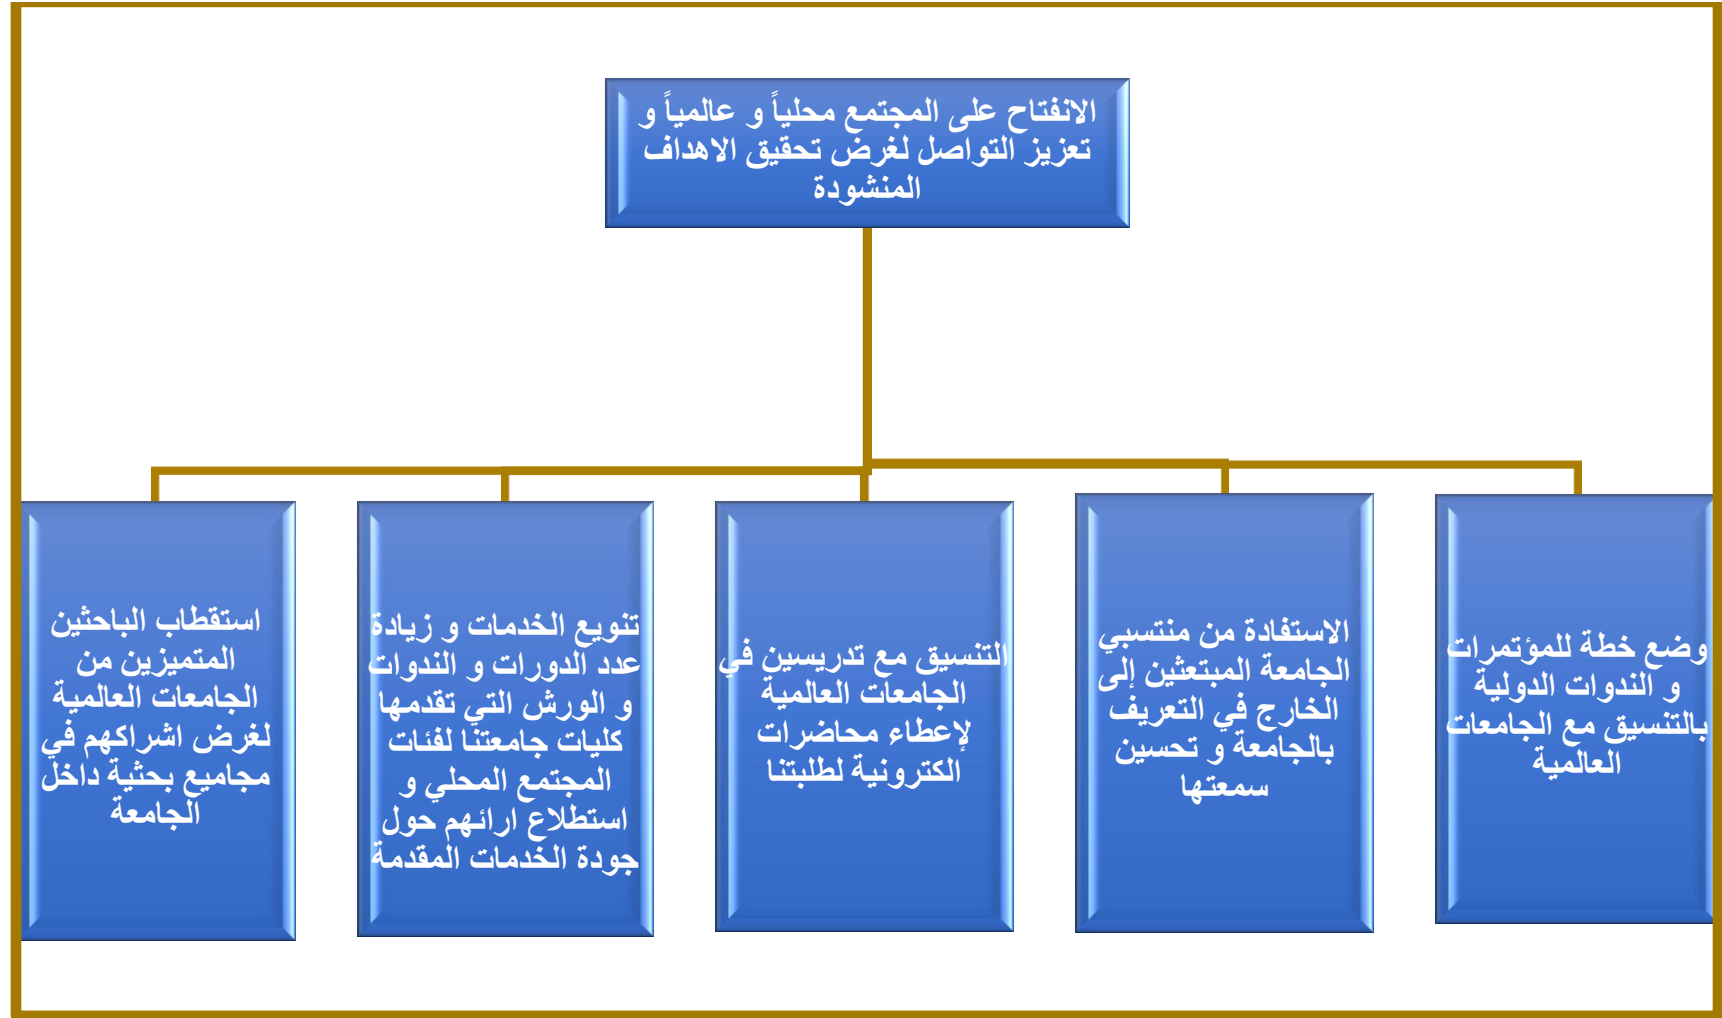 الانفتاح على المجتمع محلياً و عالمياً و
تعزيز التواصل لغرض تحقيق الاهداف
المنشودة
وضع خطة للمؤتمرات
و الندوات الدولية
بالتنسيق مع الجامعات
العالمية
الاستفادة من منتسبي
الجامعة المبتعثين إلى
الخارج في التعريف
بالجامعة و تحسين
سمعتها
التنسيق مع تدريسين في
الجامعات العالمية
لإعطاء محاضرات
الكترونية لطلبتنا
تنويع الخدمات و زيادة
عدد الدورات و الندوات
و الورش التي تقدمها
كليات جامعتنا لفئات
المجتمع المحلي و
استطلاع ارائهم حول
جودة الخدمات المقدمة
استقطاب الباحثين
المتميزين من
الجامعات العالمية
لغرض اشراكهم في
مجاميع بحثية داخل
الجامعة